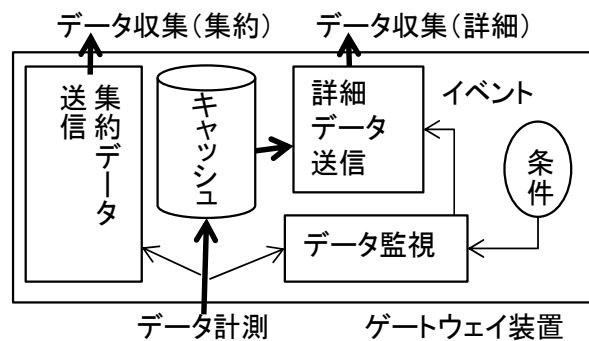 データ収集(集約)
データ収集(詳細)
集約データ
送信
キャッシュ
詳細
データ
送信
イベント
条件
データ監視
データ計測
ゲートウェイ装置